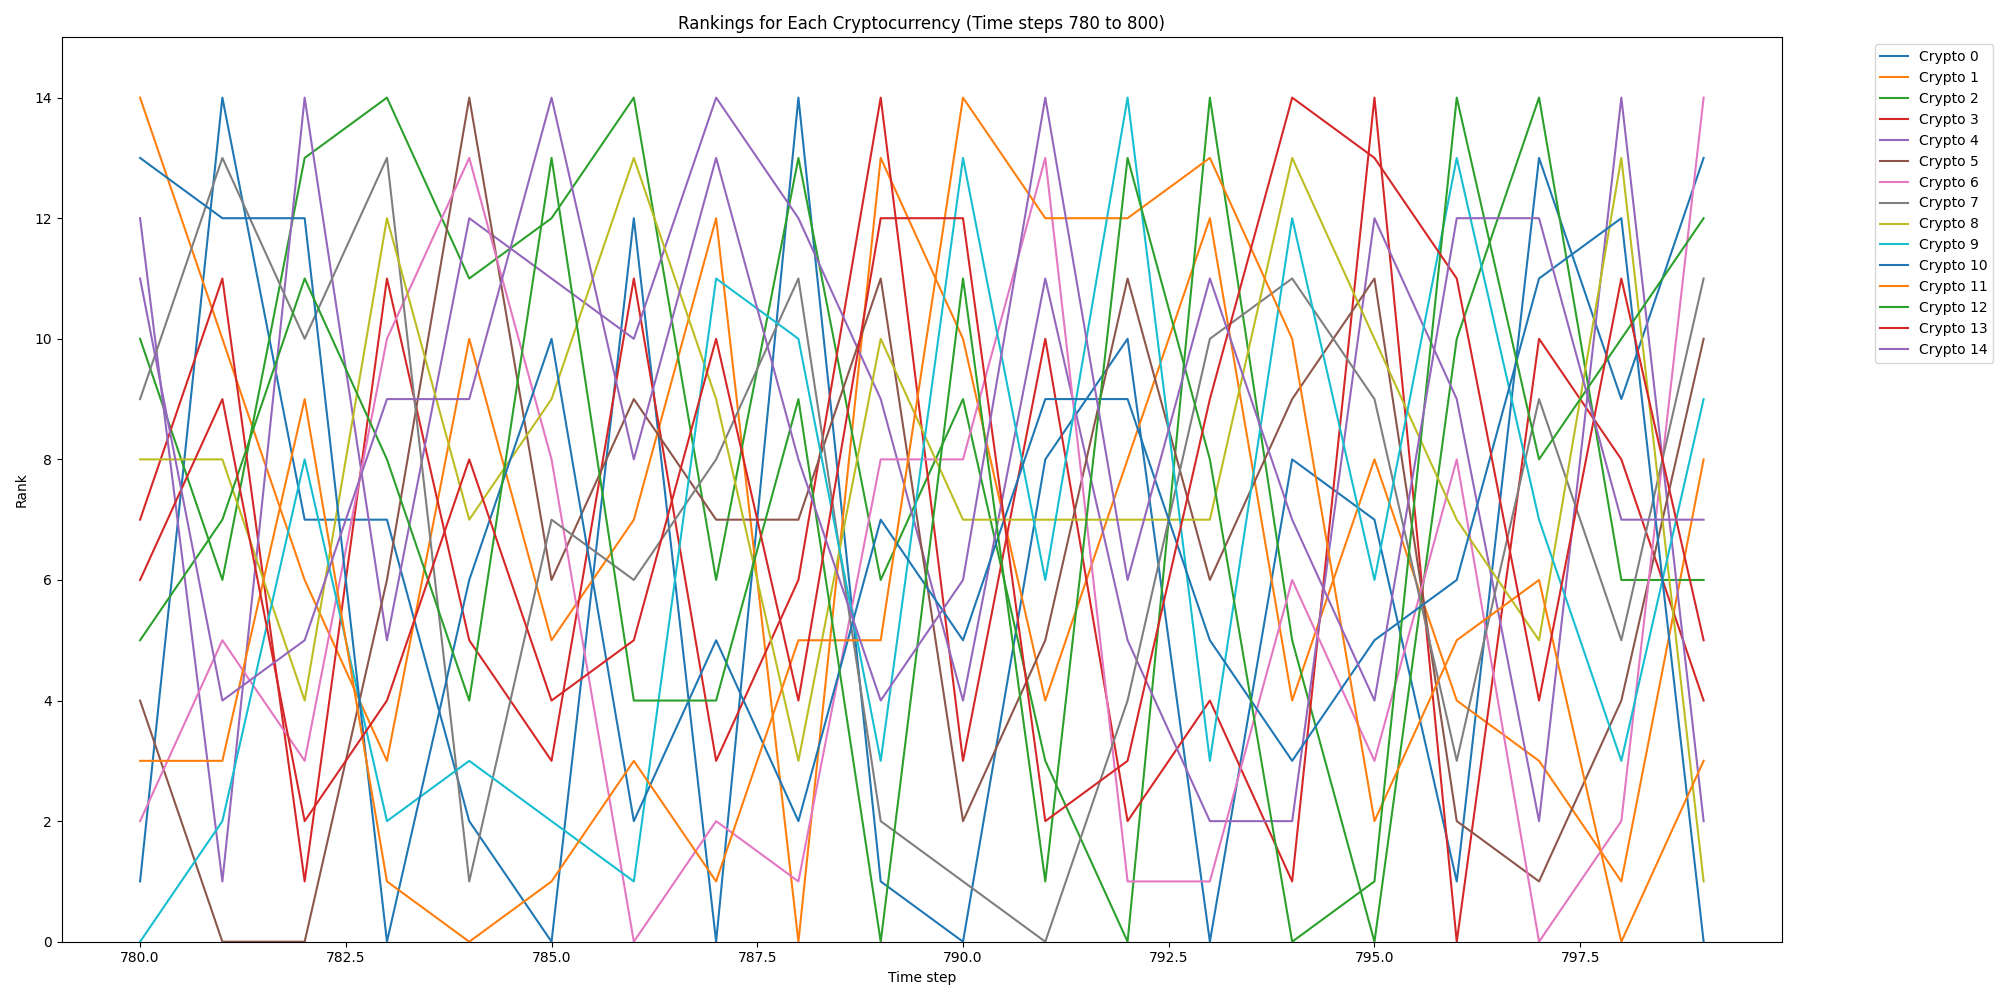 Rankings for Each Cryptocurrency (Time steps 780 to 800)
Rank
14
12
10
8
6
4
2
0
780.0 782.5 785.0 787.5 790.0 792.5 795.0 797.5
Time step
Crypto 0
Crypto 1
Crypto 2
Crypto 3
Crypto 4
Crypto 5
Crypto 6
Crypto 7
Crypto 8
Crypto 9
Crypto 10
Crypto 11
Crypto 12
Crypto 13
Crypto 14